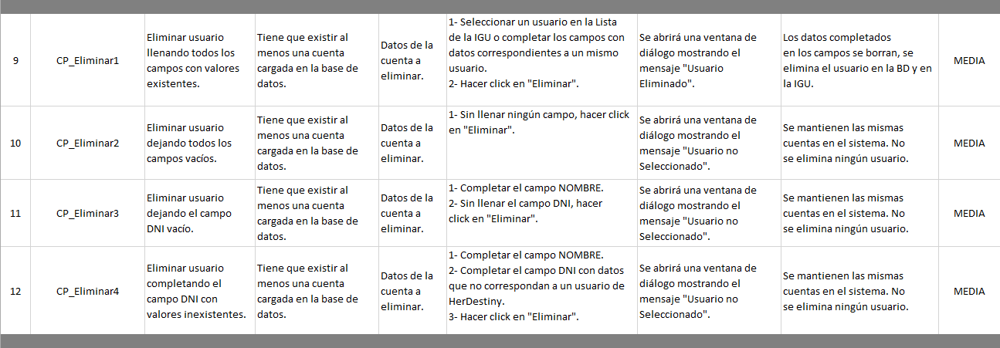 9
CP_Eliminar1
Eliminar usuario
llenando todos los
campos con valores
existentes.
Tiene que existir al
menos una cuenta
cargada en la base de
datos.
Datos de la
cuenta a
eliminar.
1- Seleccionar un usuario en la Lista
de la IGU o completar los campos con
datos correspondientes a un mismo
usuario.
2- Hacer click en "Eliminar".
Se abrirá una ventana de
diálogo mostrando el
mensaje "Usuario
Eliminado".
Los datos completados
en los campos se borran, se
elimina el usuario en la BD y en
la IGU.
MEDIA
10
CP_Eliminar2
Eliminar usuario
dejando todos los
campos vacíos.
Tiene que existir al
menos una cuenta
cargada en la base de
datos.
Datos de la
cuenta a
eliminar.
1- Sin llenar ningún campo, hacer click
en "Eliminar".
Se abrirá una ventana de
diálogo mostrando el
mensaje "Usuario no
Seleccionado".
Se mantienen las mismas
cuentas en el sistema. No
se elimina ningún usuario.
MEDIA
11
CP_Eliminar3
Eliminar usuario
dejando el campo
DNI vacío.
Tiene que existir al
menos una cuenta
cargada en la base de
datos.
Datos de la
cuenta a
eliminar.
1- Completar el campo NOMBRE.
2- Sin llenar el campo DNI, hacer
click en "Eliminar".
Se abrirá una ventana de
diálogo mostrando el
mensaje "Usuario no
Seleccionado".
Se mantienen las mismas
cuentas en el sistema. No
se elimina ningún usuario.
MEDIA
12
CP_Eliminar4
Eliminar usuario
completando el
campo DNI con
valores inexistentes.
Tiene que existir al
menos una cuenta
cargada en la base de
datos.
Datos de la
cuenta a
eliminar.
1- Completar el campo NOMBRE.
2- Completar el campo DNI con datos
que no correspondan a un usuario de
HerDestiny.
3- Hacer click en "Eliminar".
Se abrirá una ventana de
diálogo mostrando el
mensaje "Usuario no
Seleccionado".
Se mantienen las mismas
cuentas en el sistema. No
se elimina ningún usuario.
MEDIA